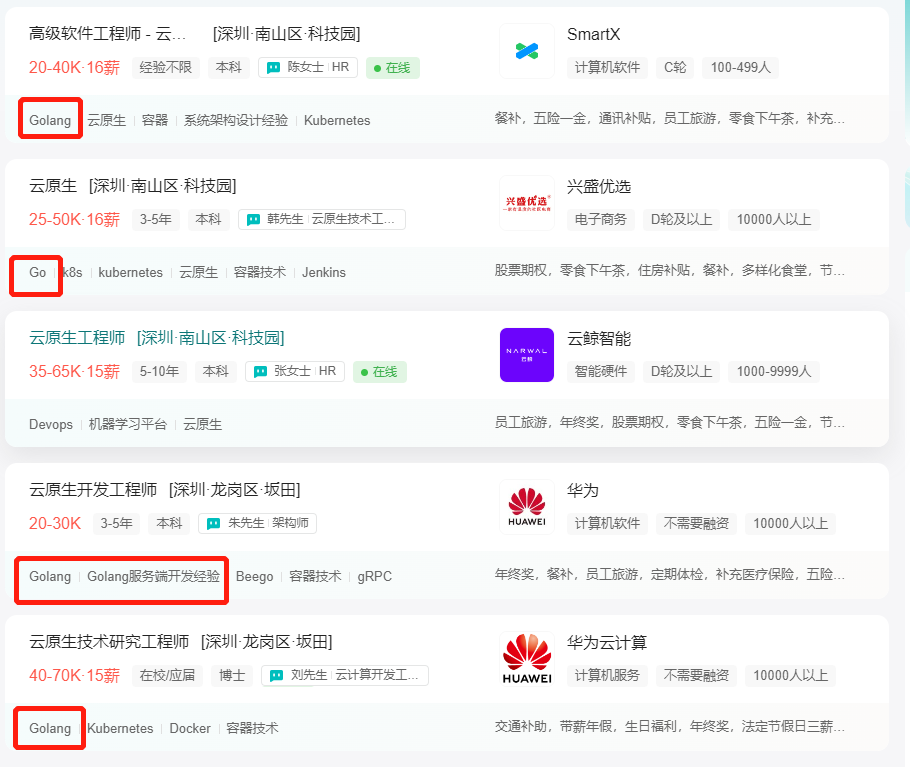 高级软件工程师 - 云... [深圳·南山区·科技园] SmartX
20-40K·16薪 经验不限 本科 陈女士 HR 在线 计算机软件 C轮 100-499人
Golang 云原生 容器 系统架构设计经验 Kubernetes 餐补，五险一金，通讯补贴，员工旅游，零食下午茶，补充...
云原生 [深圳·南山区·科技园] 兴盛优选 兴盛优选
25-50K·16薪 3-5年 本科 韩先生 云原生技术工... 电子商务 D轮及以上 10000人以上
Go k8s kubernetes 云原生 容器技术 Jenkins 股票期权，零食下午茶，住房补贴，餐补，多样化食堂，节...
云原生工程师 [深圳·南山区·科技园] NARWAL 云鲸 云鲸智能
35-65K·15薪 5-10年 本科 张女士 HR 在线 智能硬件 D轮及以上 1000-9999人
Devops 机器学习平台 云原生 员工旅游，年终奖，股票期权，零食下午茶，五险一金，节...
云原生开发工程师 [深圳·龙岗区·坂田] HUAWEI 华为
20-30K 3-5年 本科 朱先生 架构师 计算机软件 不需要融资 10000人以上
Golang Golang服务端开发经验 Beego 容器技术 gRPC 年终奖，餐补，员工旅游，定期体检，补充医疗保险，五险...
云原生技术研究工程师 [深圳·龙岗区·坂田] HUAWEI 华为云计算
40-70K·15薪 在校/应届 博士 刘先生 云计算开发工... 计算机服务 不需要融资 10000人以上
Golang Kubernetes Docker 容器技术 交通补助，带薪年假，生日福利，年终奖，法定节假日三薪...